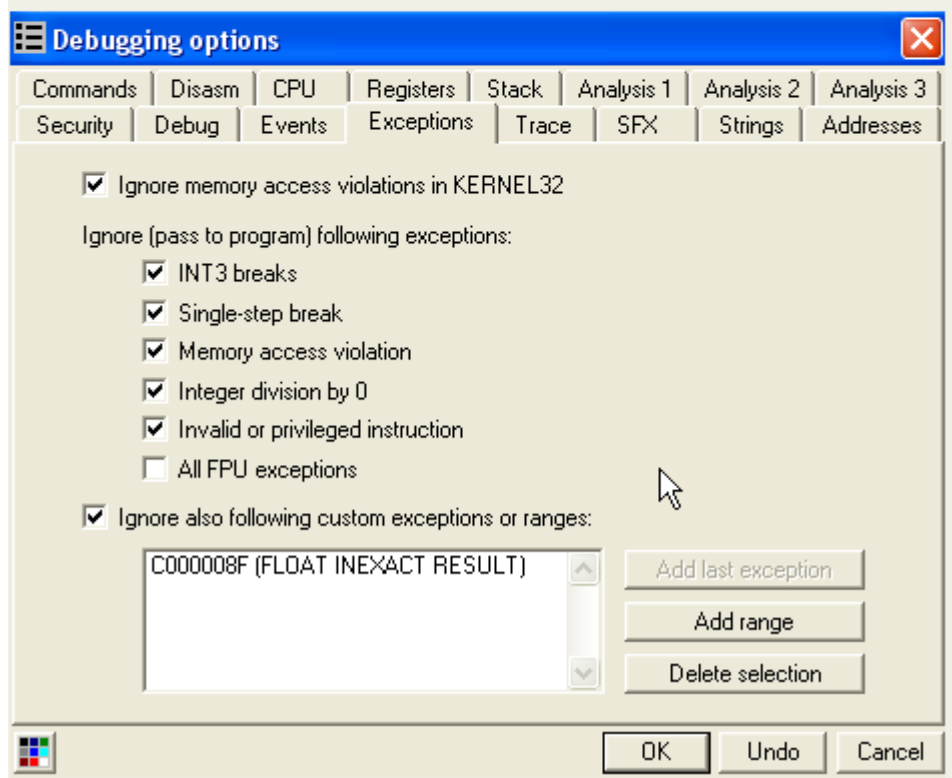 Debugging options
Commands Disasm CPU Registers Stack Analysis 1 Analysis 2 Analysis 3
Security Debug Events Exceptions Trace SFX Strings Addresses
Ignore memory access violations in KERNEL32
Ignore (pass to program) following exceptions:
INT3 breaks
Single-step break
Memory access violation
Integer division by 0
Invalid or privileged instruction
All FPU exceptions
Ignore also following custom exceptions or ranges:
C000008F (FLOAT INEXACT RESULT)
Add last exception
Add range
Delete selection
OK Undo Cancel